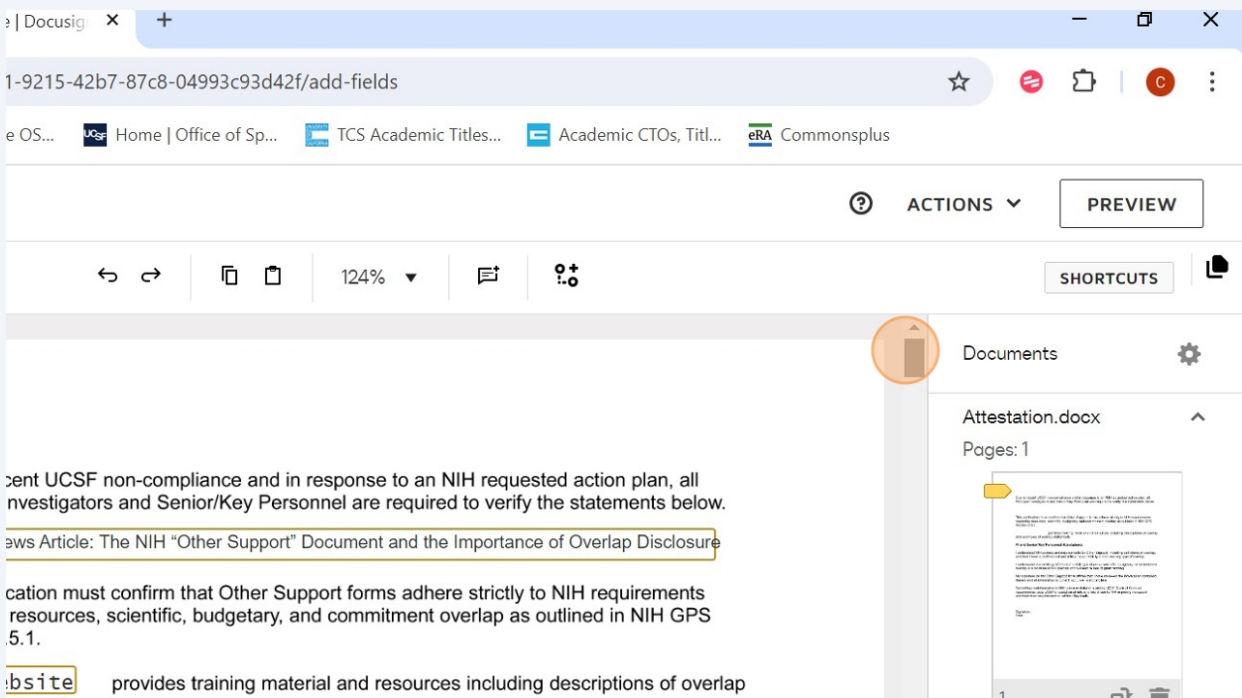 e | Docusig
1-9215-42b7-87c8-04993c93d42f/add-fields
C
e OS...
UCSF Home | Office of Sp...
TCS Academic Titles...
Academic CTOs, Titl...
eRA Commonsplus
ACTIONS
PREVIEW
124%
SHORTCUTS
Documents
Attestation.docx
Pages: 1
cent UCSF non-compliance and in response to an NIH requested action plan, all
nvestigators and Senior/Key Personnel are required to verify the statements below.
ews Article: The NIH “Other Support” Document and the Importance of Overlap Disclosure
cation must confirm that Other Support forms adhere strictly to NIH requirements
resources, scientific, budgetary, and commitment overlap as outlined in NIH GPS
.5.1.
bsite provides training material and resources including descriptions of overlap
1